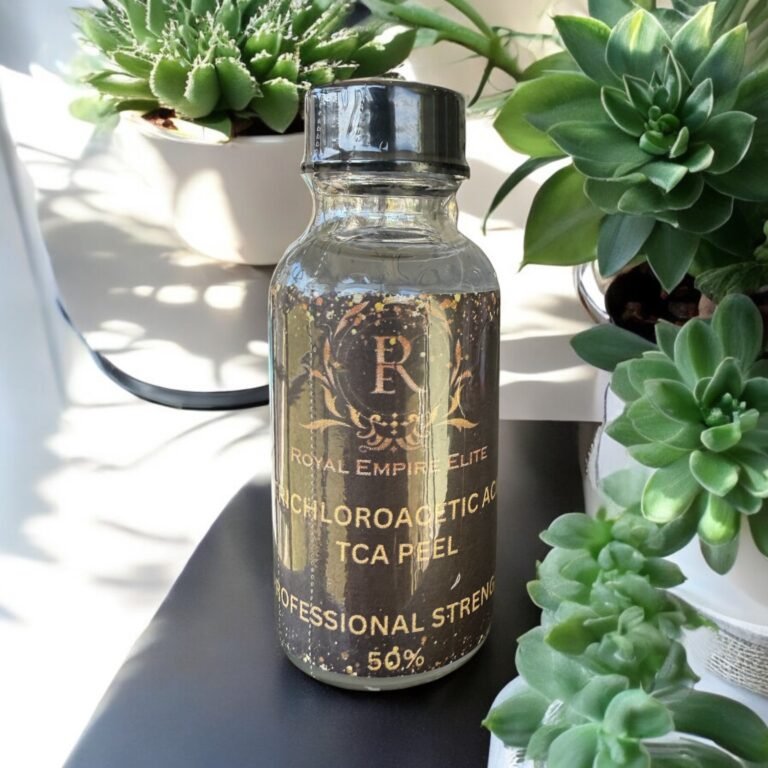 RE
ROYAL EMPIRE ELITE
RICHLOROACETIC AC
TCA PEEL
ROFESSIONAL STRENG
50%